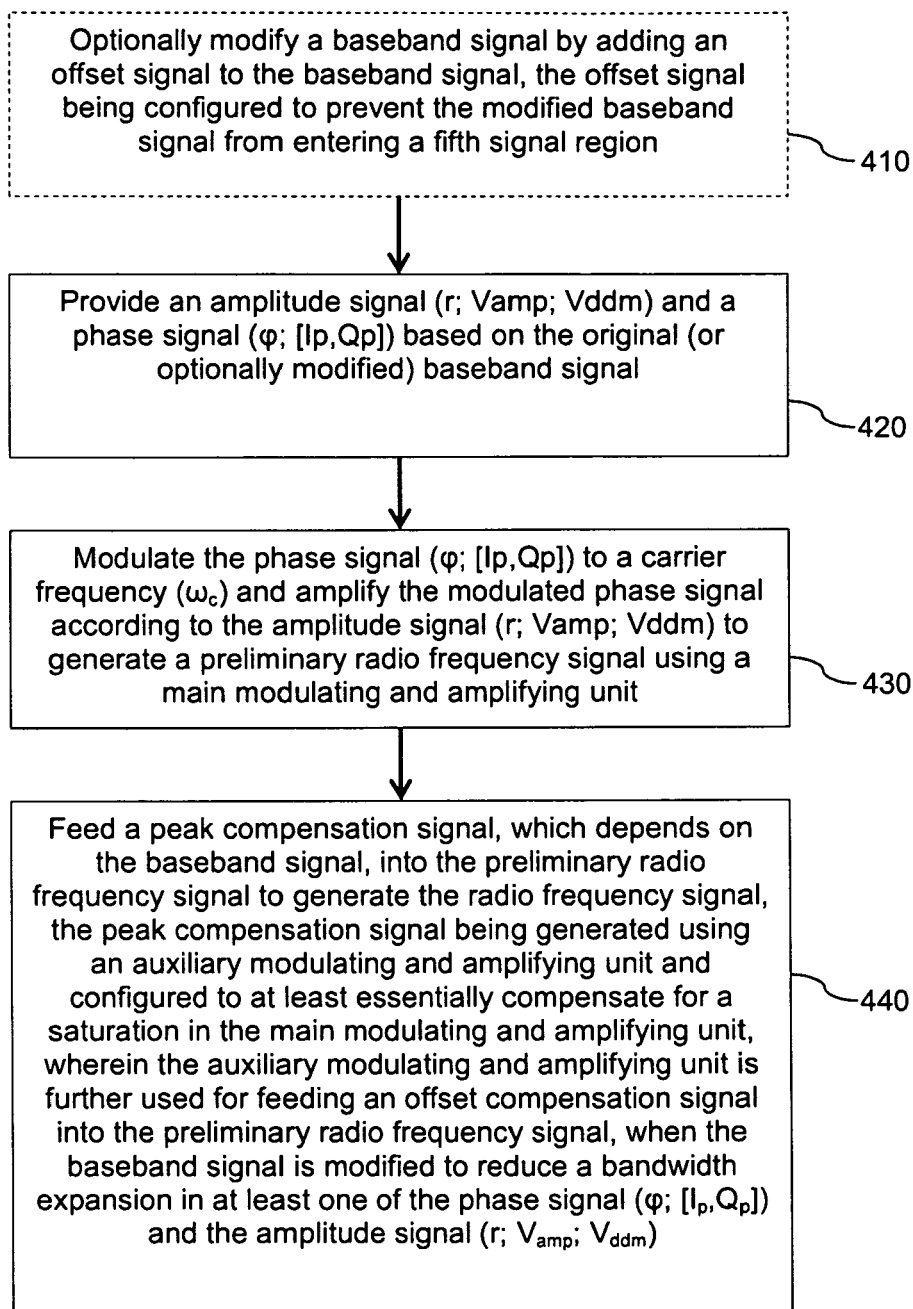 Optionally modify a baseband signal by adding an
offset signal to the baseband signal, the offset signal
being configured to prevent the modified baseband
signal from entering a fifth signal region
410
Provide an amplitude signal (r; Vamp; Vddm) and a
phase signal (φ; [Ip,Qp]) based on the original (or
optionally modified) baseband signal
420
Modulate the phase signal (φ; [Ip,Qp]) to a carrier
frequency (ωc) and amplify the modulated phase signal
according to the amplitude signal (r; Vamp; Vddm) to
generate a preliminary radio frequency signal using a
main modulating and amplifying unit
430
Feed a peak compensation signal, which depends on
the baseband signal, into the preliminary radio
frequency signal to generate the radio frequency signal,
the peak compensation signal being generated using
an auxiliary modulating and amplifying unit and
configured to at least essentially compensate for a
saturation in the main modulating and amplifying unit,
wherein the auxiliary modulating and amplifying unit is
further used for feeding an offset compensation signal
into the preliminary radio frequency signal, when the
baseband signal is modified to reduce a bandwidth
expansion in at least one of the phase signal (φ; [Ip,Qp])
and the amplitude signal (r; Vamp; Vddm)
440